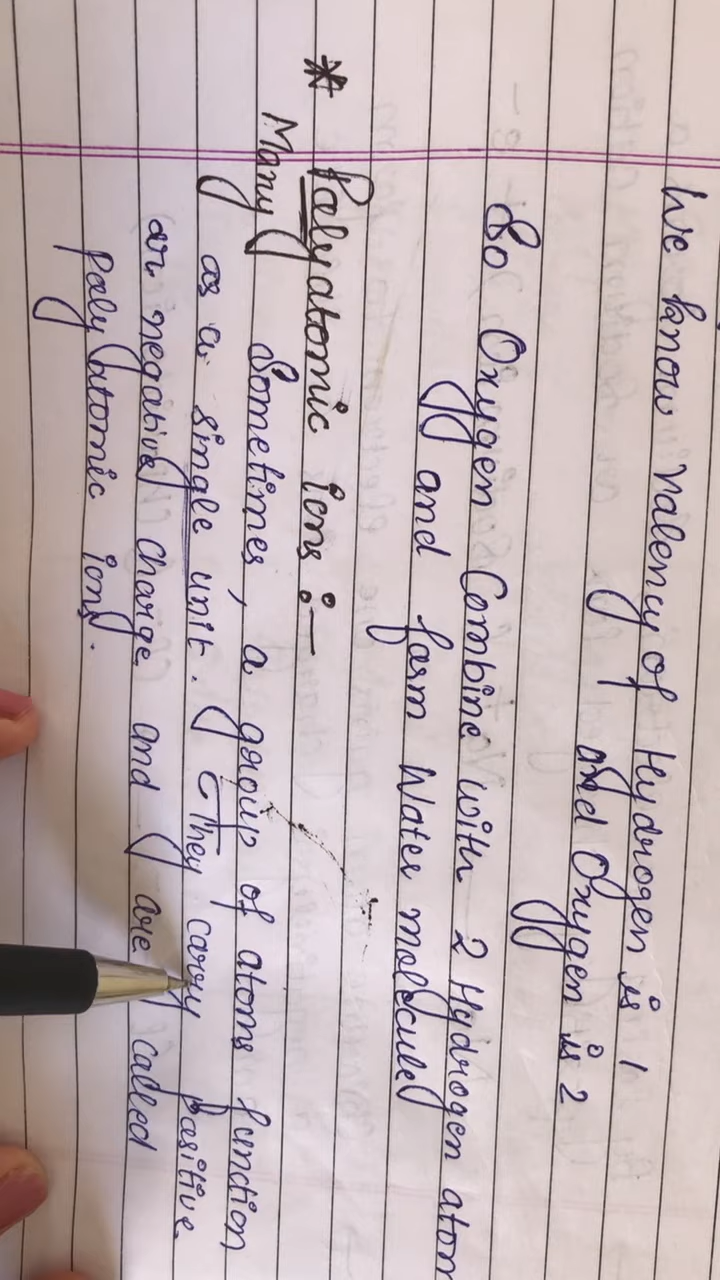 We know Valency of Hydrogen is 1
and Oxygen is 2
So Oxygen Combine with 2 Hydrogen atom
and form Water molecule
* Polyatomic ions :-
Many
Sometimes, a group of atoms function
as a single unit. They carry Positive
or negative charge and are called
Polyatomic ions.